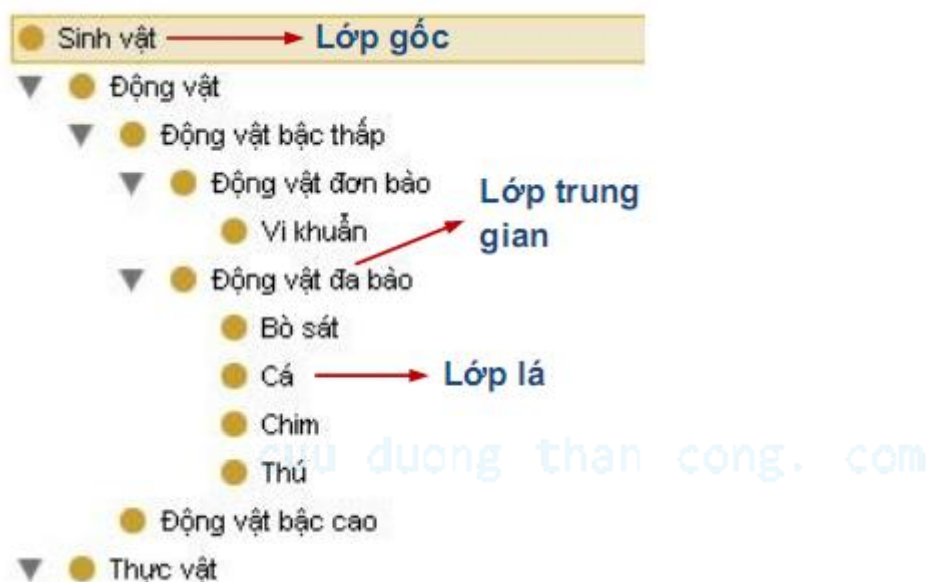 Sinh vật
Lớp gốc
Động vật
Động vật bậc thấp
Động vật đơn bào
Lớp trung
gian
Vi khuẩn
Động vật đa bào
Bò sát
Cá
Lớp lá
Chim
cuu duong than cong. com
Thú
Động vật bậc cao
Thực vật